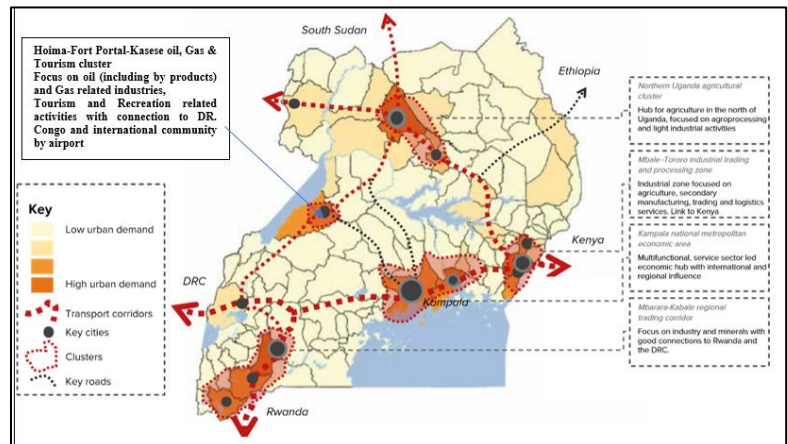 South Sudan
Ethiopia
Kenya
DRC
Kampala
Rwanda
Hoima-Fort Portal-Kasese oil, Gas &
Tourism cluster
Focus on oil (including by products)
and Gas related industries,
Tourism and Recreation related
activities with connection to DR.
Congo and international community
by airport
Key
Low urban demand
High urban demand
Transport corridors
Key cities
Clusters
Key roads
Northern Uganda agricultural
cluster
Hub for agriculture in the north of
Uganda, focused on agroprocessing
and light industrial activities
Mbale-Tororo industrial trading
and processing zone
Industrial zone focused on
agriculture, secondary
manufacturing, trading and logistics
services. Link to Kenya
Kampala national metropolitan
economic area
Multifunctional, service sector led
economic hub with international and
regional influence
Mbarara-Kabale regional
trading corridor
Focus on industry and minerals with
good connections to Rwanda and
the DRC.